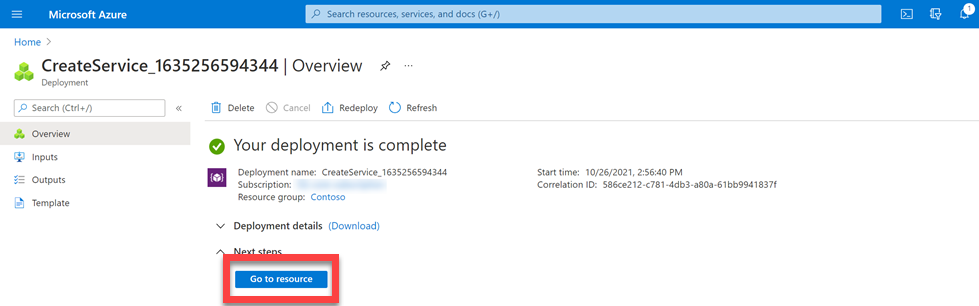 Microsoft Azure
Search resources, services, and docs (G+/)
1
Home
CreateService_1635256594344 | Overview
Deployment
Search (Ctrl+/)
Delete Cancel Redeploy Refresh
Overview
Inputs
Outputs
Template
Your deployment is complete
Deployment name: CreateService_1635256594344
Subscription:
Resource group: Contoso
Start time: 10/26/2021, 2:56:40 PM
Correlation ID: 586ce212-c781-4db3-a80a-61bb9941837f
Deployment details (Download)
Next steps
Go to resource